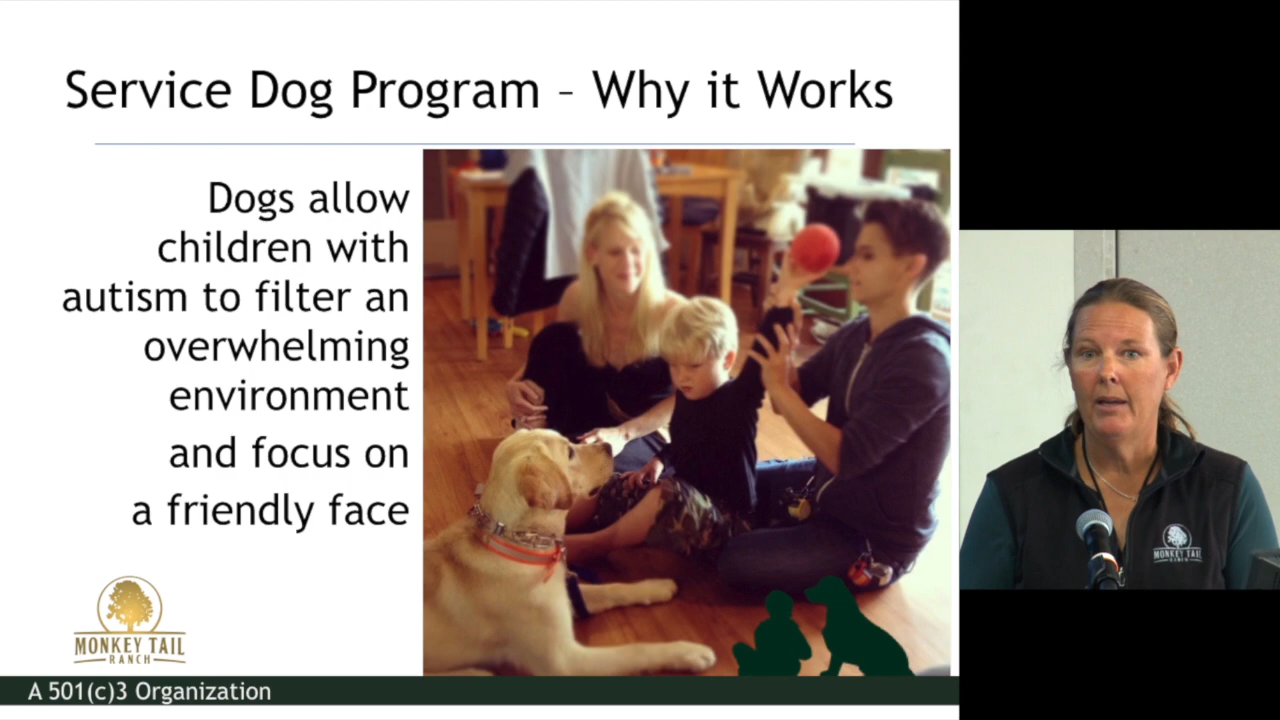 Service Dog Program – Why it Works
Dogs allow
children with
autism to filter an
overwhelming
environment
and focus on
a friendly face
MONKEY TAIL
RANCH
A 501(c)3 Organization
MONKEY TAIL
RANCH